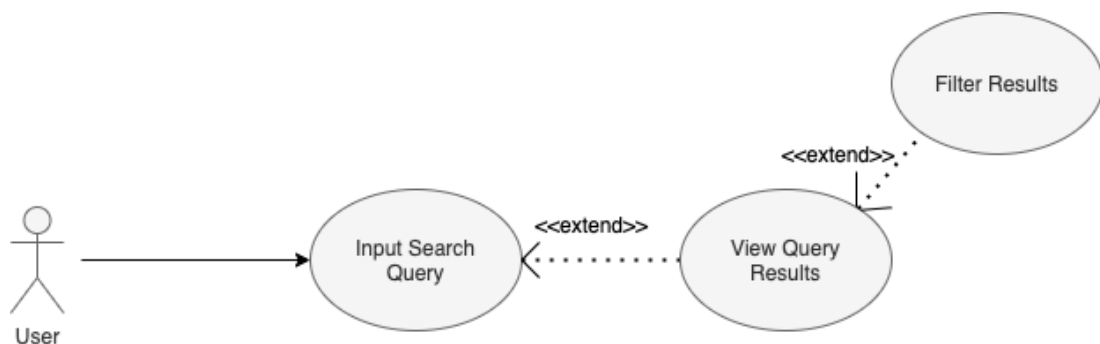 Filter Results
<<extend>>
<<extend>>
Input Search
Query
View Query
Results
User